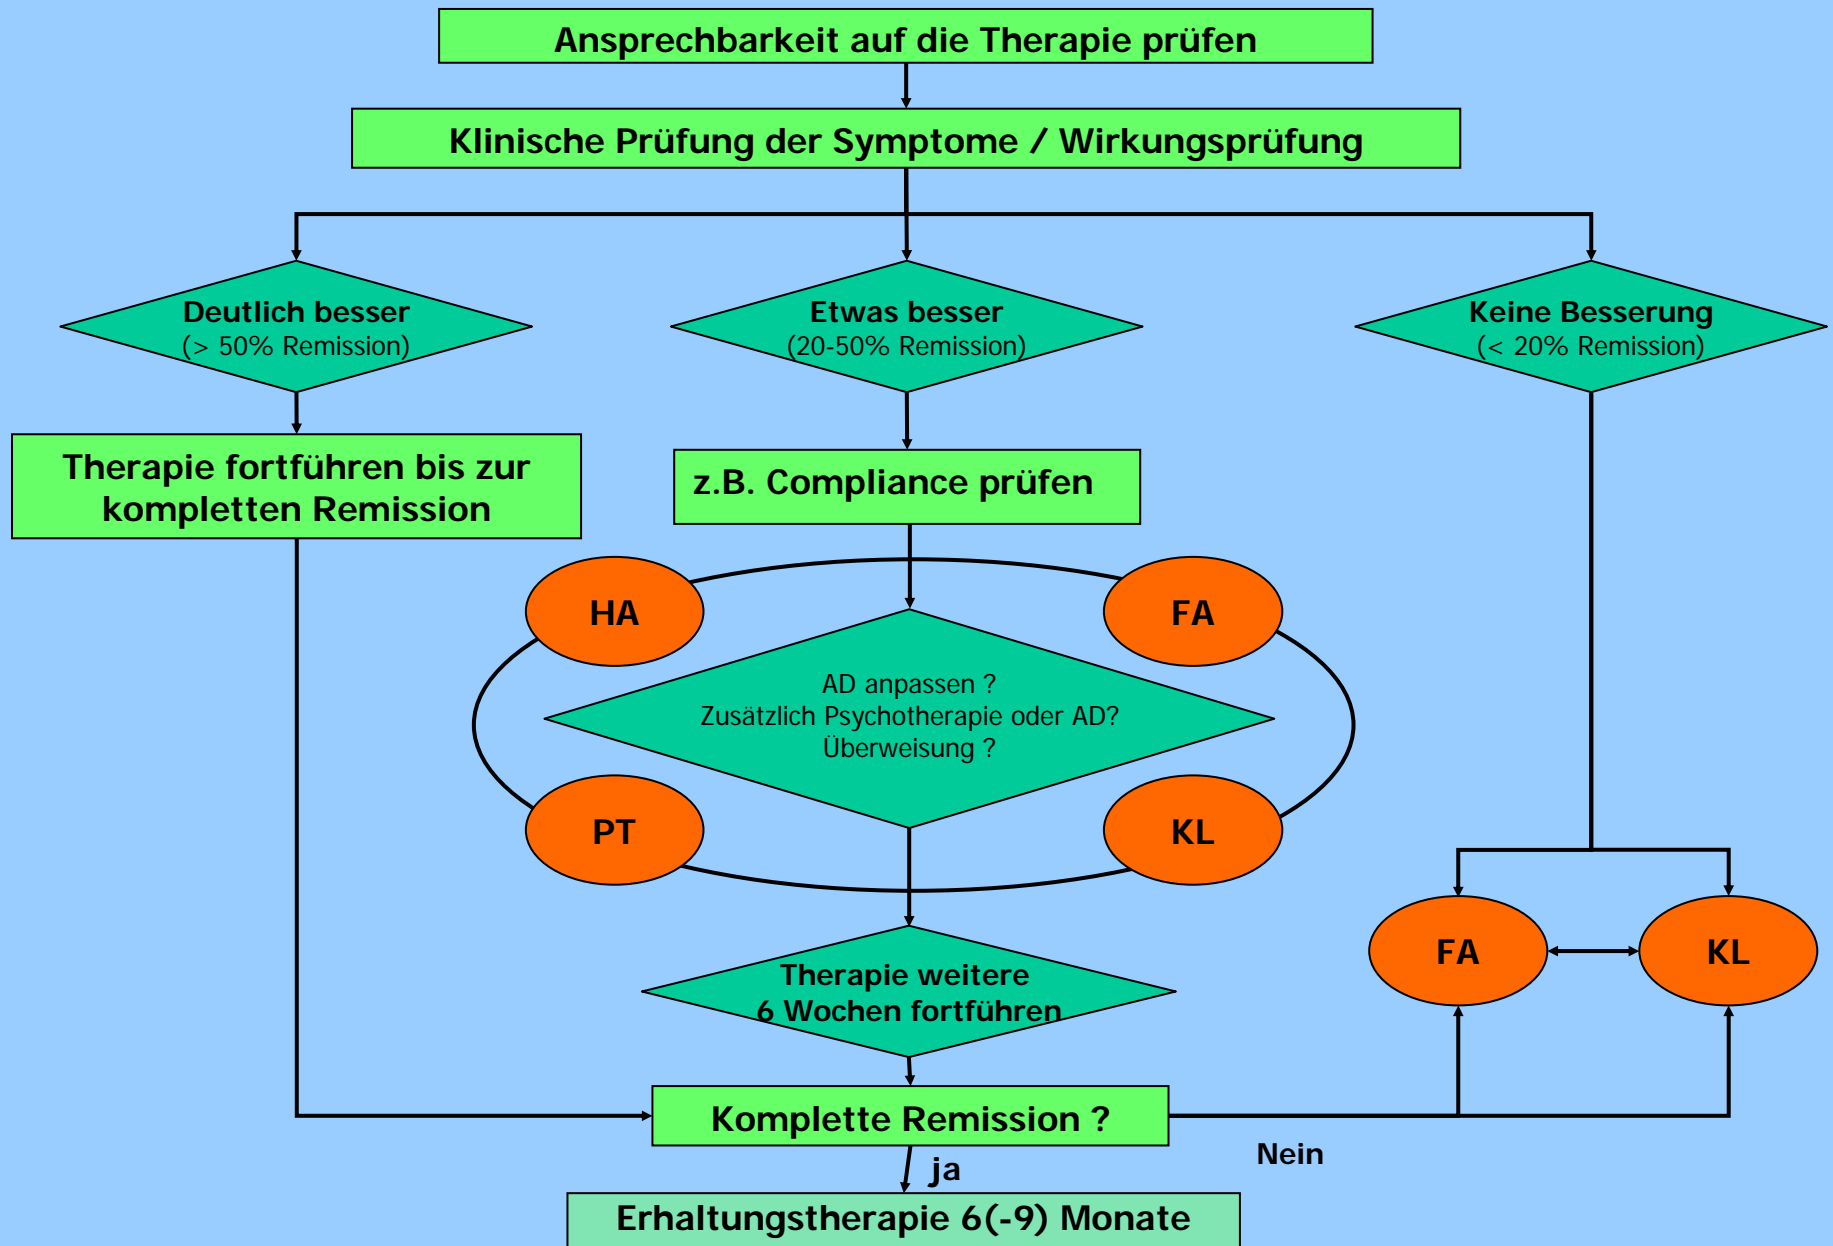 Ansprechbarkeit auf die Therapie prüfen
Klinische Prüfung der Symptome / Wirkungsprüfung
Deutlich besser
(> 50% Remission)
Etwas besser
(20-50% Remission)
Keine Besserung
(< 20% Remission)
Therapie fortführen bis zur
kompletten Remission
z.B. Compliance prüfen
HA
FA
AD anpassen ?
Zusätzlich Psychotherapie oder AD?
Überweisung ?
PT
KL
FA
KL
Therapie weitere
6 Wochen fortführen
Komplette Remission ?
Nein
ja
Erhaltungstherapie 6(-9) Monate